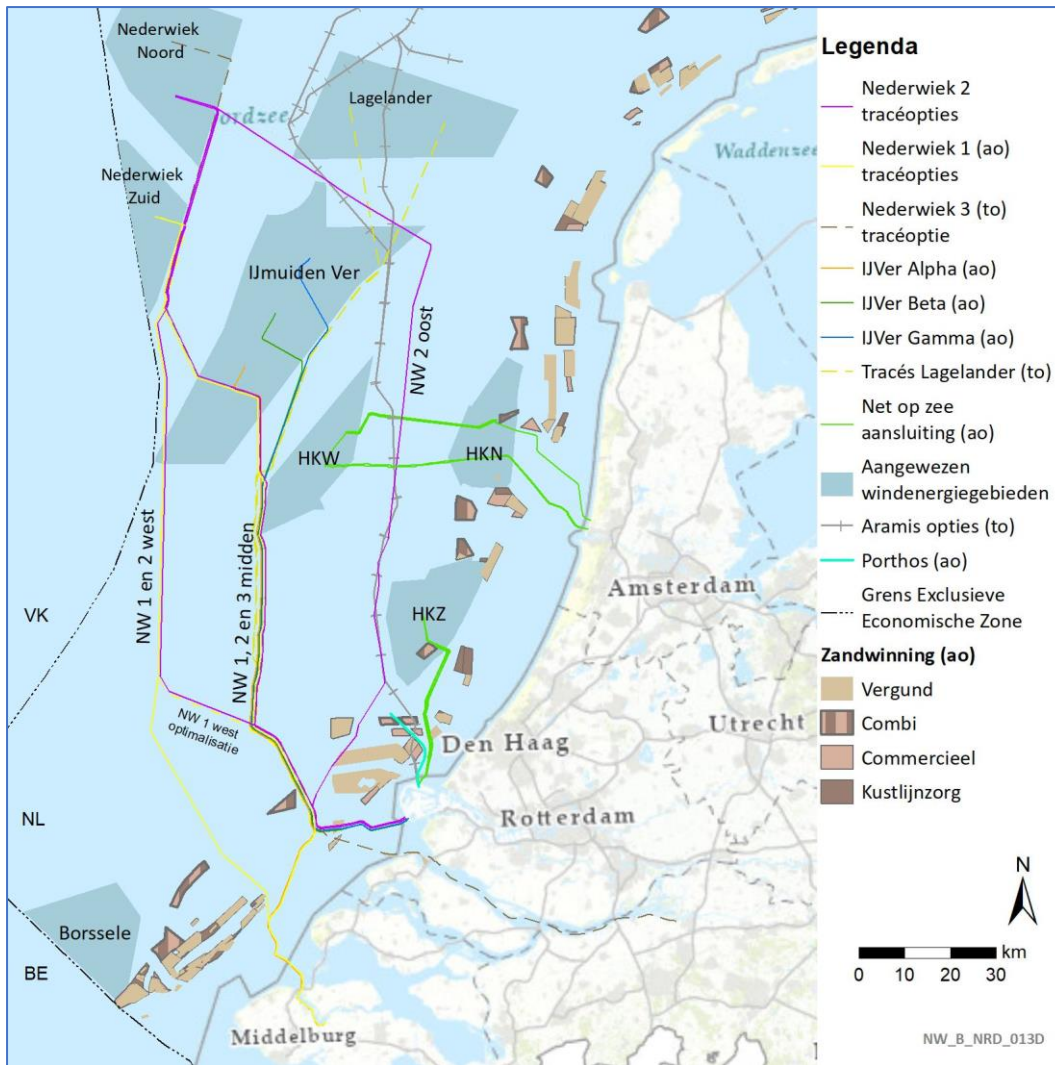 Nederwiek
Noord
Lagelander
ordzee
Nederwiek
Zuid
Waddenzee
IJmuiden Ver
NW 2 oost
HKW
HKN
NW 1 en 2 west
NW 1, 2 en 3 midden
Amsterdam
VK
HKZ
NW 1 west
optimalisatie
Den Haag
Utrecht
NL
Rotterdam
Borssele
BE
Middelburg
Legenda
Nederwiek 2
tracéopties
Nederwiek 1 (ao)
tracéopties
Nederwiek 3 (to)
tracéoptie
IJVer Alpha (ao)
IJVer Beta (ao)
IJVer Gamma (ao)
Tracés Lagelander (to)
Net op zee
aansluiting (ao)
Aangewezen
windenergiegebieden
Aramis opties (to)
Porthos (ao)
Grens Exclusieve
Economische Zone
Zandwinning (ao)
Vergund
Combi
Commercieel
Kustlijnzorg
N
km
0 10 20 30
NW_B_NRD_013D